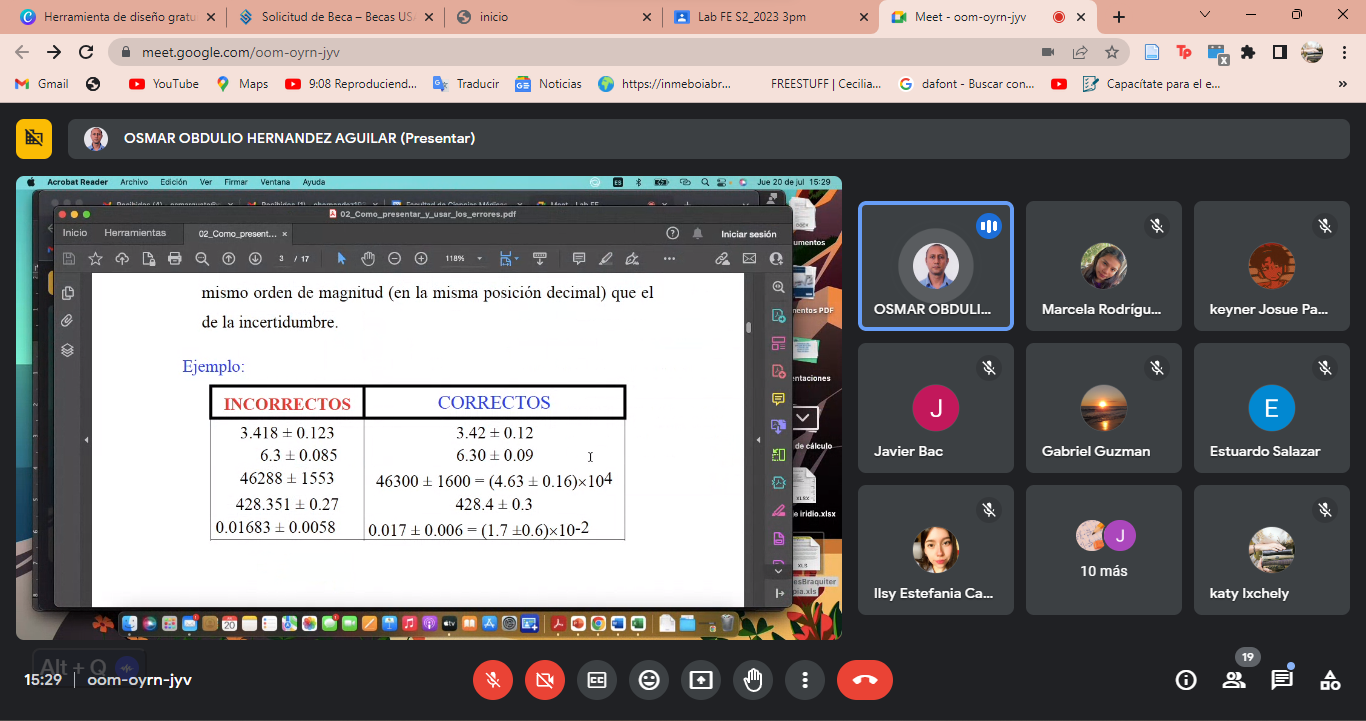 Herramienta de diseño gratu
Solicitud de Beca – Becas USA
inicio
Lab FE S2_2023 3pm
Meet - oom-oyrn-jyv
meet.google.com/oom-oyrn-jyv
Gmail
YouTube
Maps
9:08 Reproduciend...
Traducir
Noticias
https://inmeboiabr...
FREESTUFF | Cecilia...
dafont - Buscar con...
Capacítate para el e...
OSMAR OBDULIO HERNANDEZ AGUILAR (Presentar)
Acrobat Reader Archivo Edición Ver Firmar Ventana Ayuda
Jue 20 de jul 15:29
02_Como_presentar_y_usar_los_errores.pdf
Inicio Herramientas 02_Como_present... Iniciar sesión
3 / 17 118%
mismo orden de magnitud (en la misma posición decimal) que el
de la incertidumbre.
Ejemplo:
INCORRECTOS CORRECTOS
3.418 ± 0.123 3.42 ± 0.12
6.3 ± 0.085 6.30 ± 0.09
46288 ± 1553 46300 ± 1600 = (4.63 ± 0.16)×10⁴
428.351 ± 0.27 428.4 ± 0.3
0.01683 ± 0.0058 0.017 ± 0.006 = (1.7 ±0.6)×10⁻²
umentos
entos PDF
entaciones
de cálculo
e iridio.xlsx
OSMAR OBDULI...
Marcela Rodrígu...
keyner Josue Pa...
J
Javier Bac
Gabriel Guzman
E
Estuardo Salazar
Ilsy Estefania Ca...
J
10 más
katy Ixchely
Alt + Q
15:29 | oom-oyrn-jyv
19